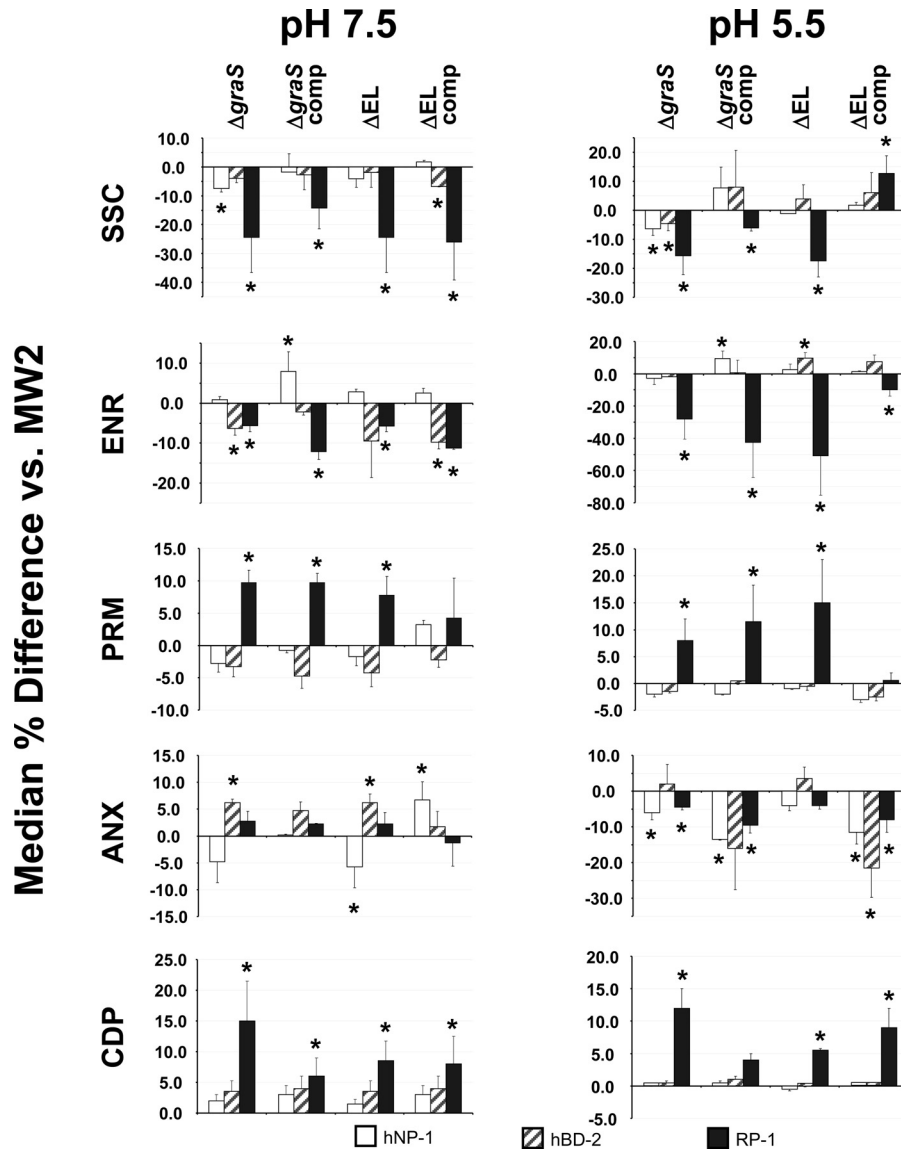 pH 7.5 pH 5.5
ΔgraS ΔgraS comp ΔEL ΔEL comp ΔgraS ΔgraS comp ΔEL ΔEL comp
Median % Difference vs. MW2
SSC
10.0 0.0 -10.0 -20.0 -30.0 -40.0
* * * * * *
20.0 10.0 0.0 -10.0 -20.0 -30.0
* * * * * *
ENR
10.0 0.0 -10.0 -20.0
* * * * * * *
20.0 0.0 -20.0 -40.0 -60.0 -80.0
* * * * * *
PRM
15.0 10.0 5.0 0.0 -5.0 -10.0
* * *
25.0 20.0 15.0 10.0 5.0 0.0 -5.0
* * *
ANX
15.0 10.0 5.0 0.0 -5.0 -10.0 -15.0
* * * *
10.0 0.0 -10.0 -20.0 -30.0
* * * * * * *
CDP
25.0 20.0 15.0 10.0 5.0 0.0
* * * *
20.0 15.0 10.0 5.0 0.0 -5.0
* * *
hNP-1 hBD-2 RP-1